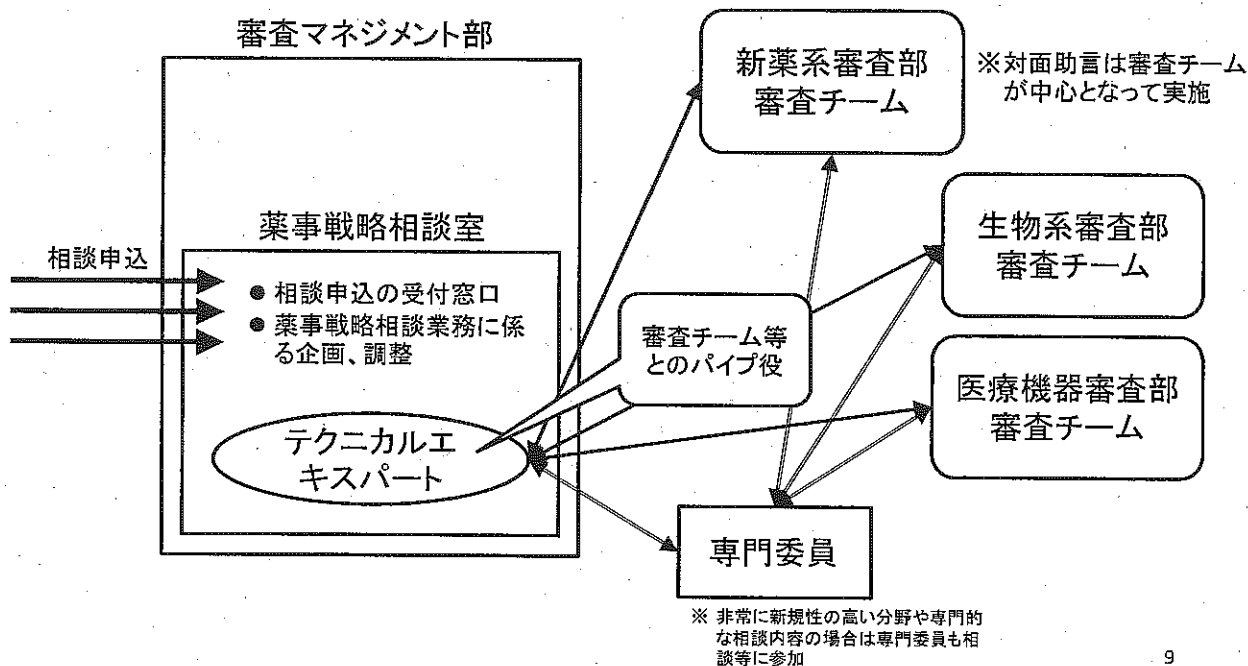 審査マネジメント部
新薬系審査部
審査チーム
※対面助言は審査チーム
が中心となって実施
薬事戦略相談室
相談申込
● 相談申込の受付窓口
● 薬事戦略相談業務に係
る企画、調整
審査チーム等
とのパイプ役
生物系審査部
審査チーム
医療機器審査部
審査チーム
テクニカルエ
キスパート
専門委員
※ 非常に新規性の高い分野や専門的
な相談内容の場合は専門委員も相
談等に参加
9